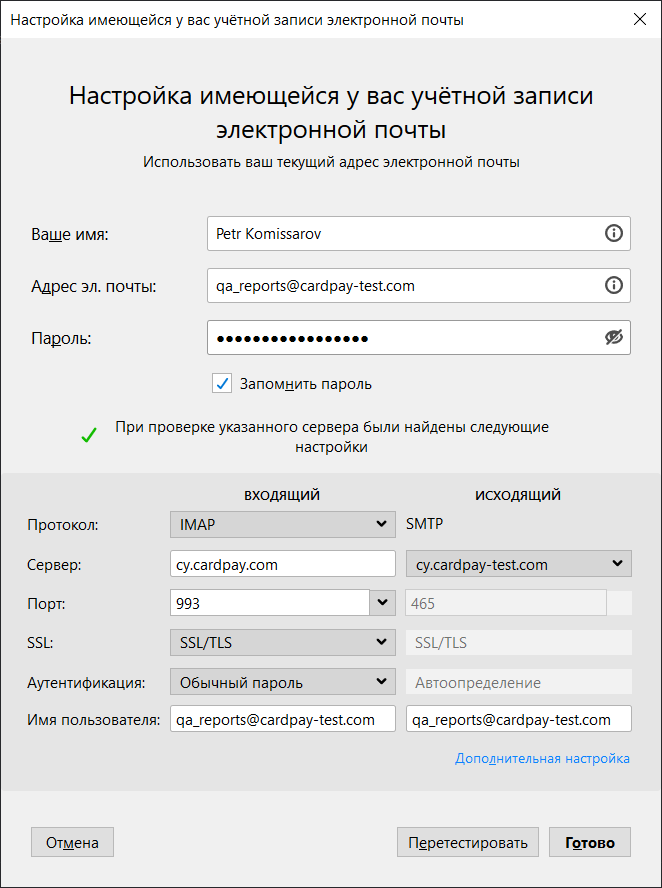 Настройка имеющейся у вас учётной записи электронной почты
Настройка имеющейся у вас учётной записи
электронной почты
Использовать ваш текущий адрес электронной почты
Ваше имя: Petr Komissarov
Адрес эл. почты: qa_reports@cardpay-test.com
Пароль: ●●●●●●●●●●●●●●●●●
Запомнить пароль
При проверке указанного сервера были найдены следующие
настройки
ВХОДЯЩИЙ ИСХОДЯЩИЙ
Протокол: IMAP SMTP
Сервер: cy.cardpay.com cy.cardpay-test.com
Порт: 993 465
SSL: SSL/TLS SSL/TLS
Аутентификация: Обычный пароль Автоопределение
Имя пользователя: qa_reports@cardpay-test.com qa_reports@cardpay-test.com
Дополнительная настройка
Отмена Перетестировать Готово